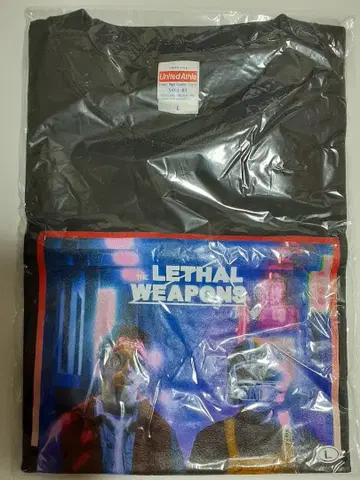 United Athle
L
THE LETHAL
WEAPONS
L